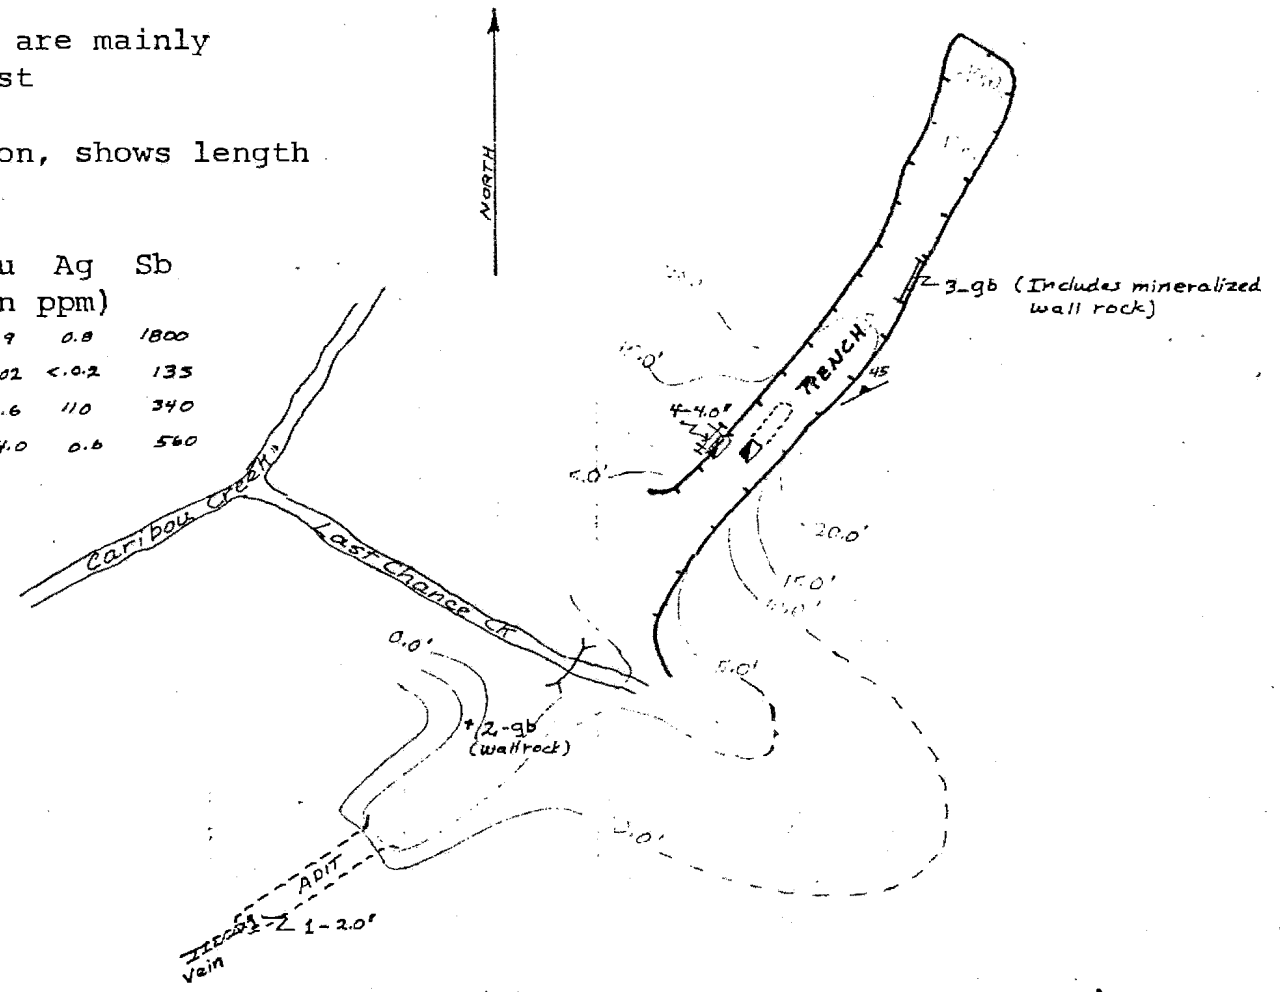 are mainly
st
on, shows length
u Ag Sb
n ppm)
9 0.8 1800
02 <.0.2 135
.6 110 340
4.0 0.6 560
NORTH
3-gb (Includes mineralized
wall rock)
TRENCH
45
4-4.0'
5.0'
20.0'
15.0'
5.0'
Caribou Creek
Last Chance CK
0.0'
+ 2-gb
(wallrock)
ADIT
1-2.0'
Vein